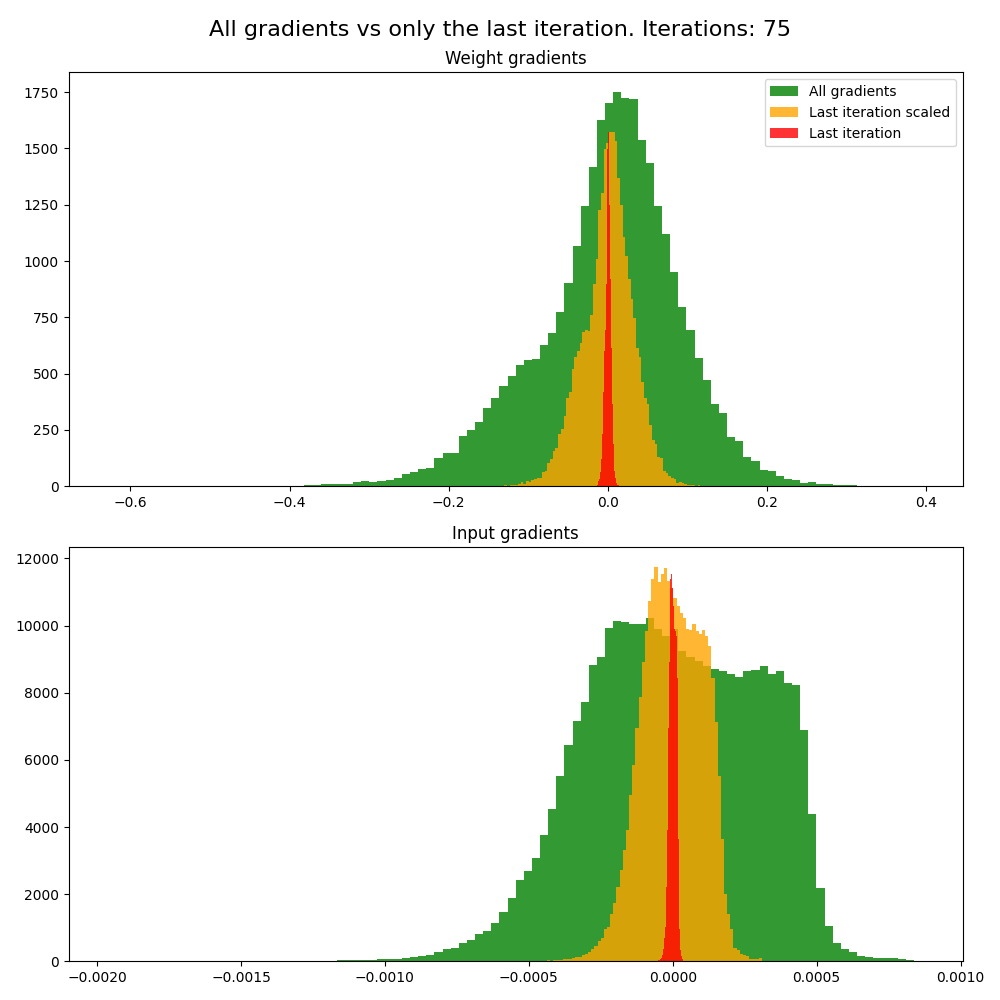 All gradients vs only the last iteration. Iterations: 75
Weight gradients
1750
1500
1250
1000
750
500
250
0
All gradients
Last iteration scaled
Last iteration
−0.6 −0.4 −0.2 0.0 0.2 0.4
Input gradients
12000
10000
8000
6000
4000
2000
0
−0.0020 −0.0015 −0.0010 −0.0005 0.0000 0.0005 0.0010